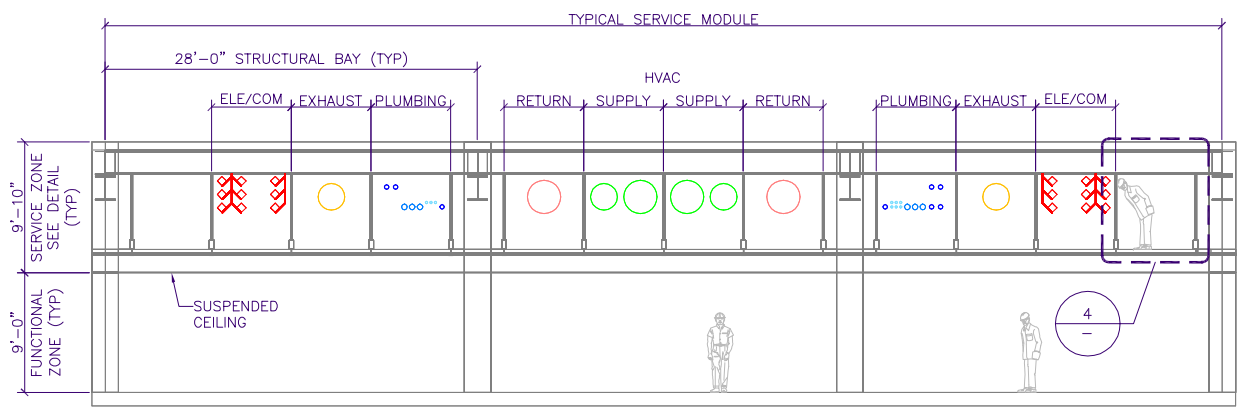 TYPICAL SERVICE MODULE
28'-0" STRUCTURAL BAY (TYP)
HVAC
ELE/COM
EXHAUST
PLUMBING
RETURN
SUPPLY
SUPPLY
RETURN
PLUMBING
EXHAUST
ELE/COM
9'-10"
SERVICE ZONE
SEE DETAIL
(TYP)
SUSPENDED
CEILING
9'-0"
FUNCTIONAL
ZONE (TYP)
4
–